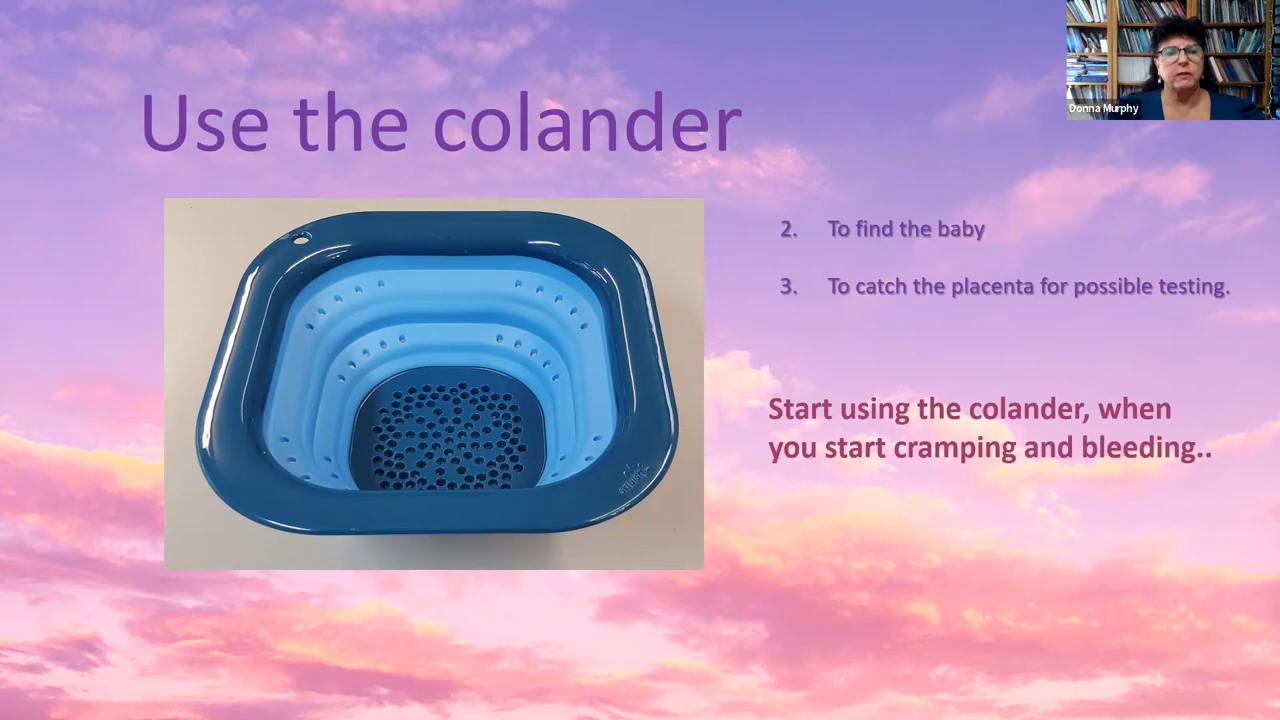 Donna Murphy
Use the colander
2. To find the baby
3. To catch the placenta for possible testing.
Start using the colander, when
you start cramping and bleeding..